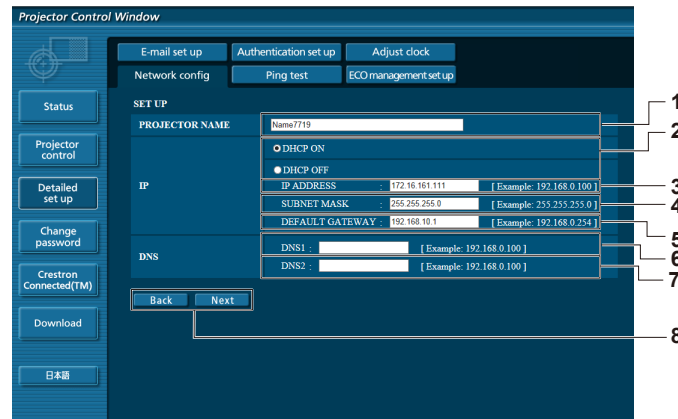 Projector Control Window
E-mail set up
Authentication set up
Adjust clock
Network config
Ping test
ECO management set up
Status
Projector control
Detailed set up
Change password
Crestron Connected(TM)
Download
日本語
SET UP
PROJECTOR NAME Name7719
IP
DHCP ON
DHCP OFF
IP ADDRESS : 172.16.161.111 [ Example: 192.168.0.100 ]
SUBNET MASK : 255.255.255.0 [ Example: 255.255.255.0 ]
DEFAULT GATEWAY : 192.168.10.1 [ Example: 192.168.0.254 ]
DNS
DNS1 : [ Example: 192.168.0.100 ]
DNS2 : [ Example: 192.168.0.100 ]
Back Next
1
2
3
4
5
6
7
8